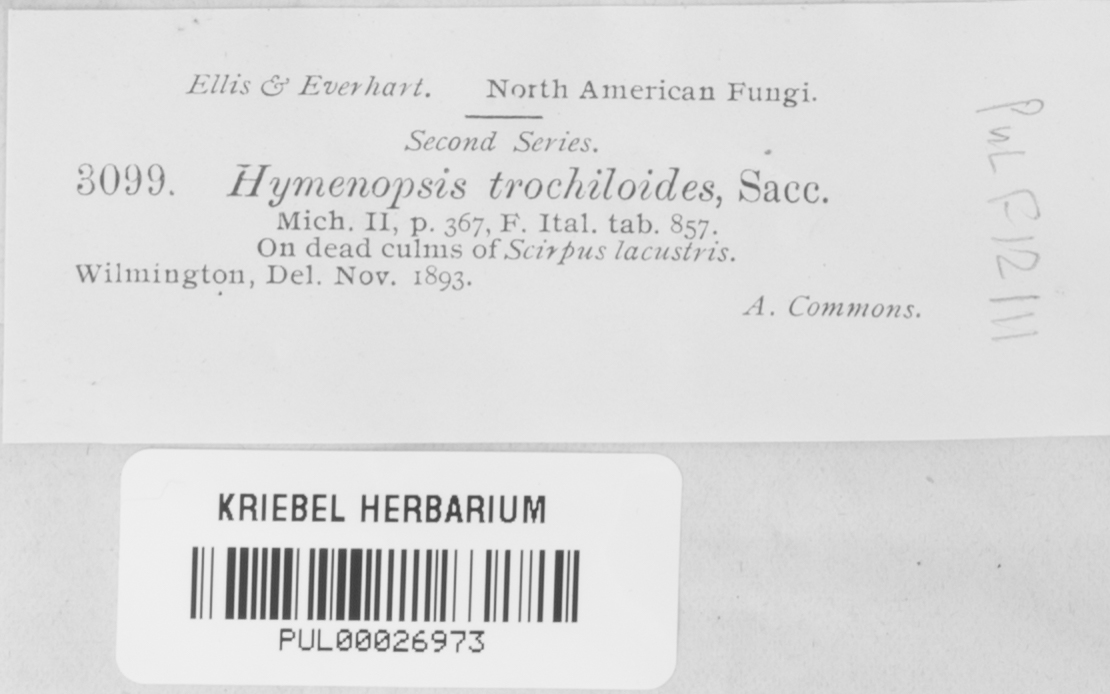 Ellis & Everhart. North American Fungi.
Second Series.
3099. Hymenopsis trochiloides, Sacc.
Mich. II, p. 367, F. Ital. tab. 857.
On dead culms of Scirpus lacustris.
Wilmington, Del. Nov. 1893.
A. Commons.
PUL F1211
KRIEBEL HERBARIUM
PUL00026973